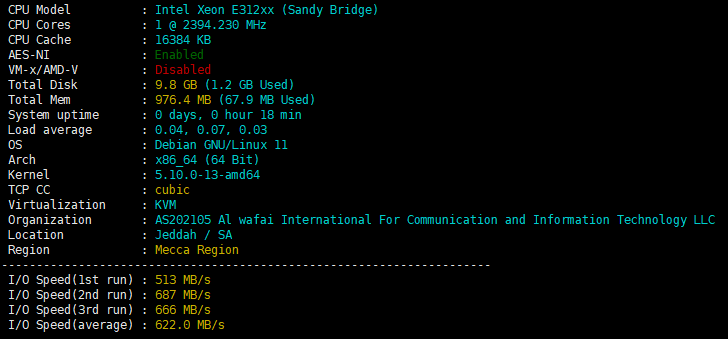 CPU Model : Intel Xeon E312xx (Sandy Bridge)
CPU Cores : 1 @ 2394.230 MHz
CPU Cache : 16384 KB
AES-NI : Enabled
VM-x/AMD-V : Disabled
Total Disk : 9.8 GB (1.2 GB Used)
Total Mem : 976.4 MB (67.9 MB Used)
System uptime : 0 days, 0 hour 18 min
Load average : 0.04, 0.07, 0.03
OS : Debian GNU/Linux 11
Arch : x86_64 (64 Bit)
Kernel : 5.10.0-13-amd64
TCP CC : cubic
Virtualization : KVM
Organization : AS202105 Al wafai International For Communication and Information Technology LLC
Location : Jeddah / SA
Region : Mecca Region
----------------------------------------------------------------------
I/O Speed(1st run) : 513 MB/s
I/O Speed(2nd run) : 687 MB/s
I/O Speed(3rd run) : 666 MB/s
I/O Speed(average) : 622.0 MB/s